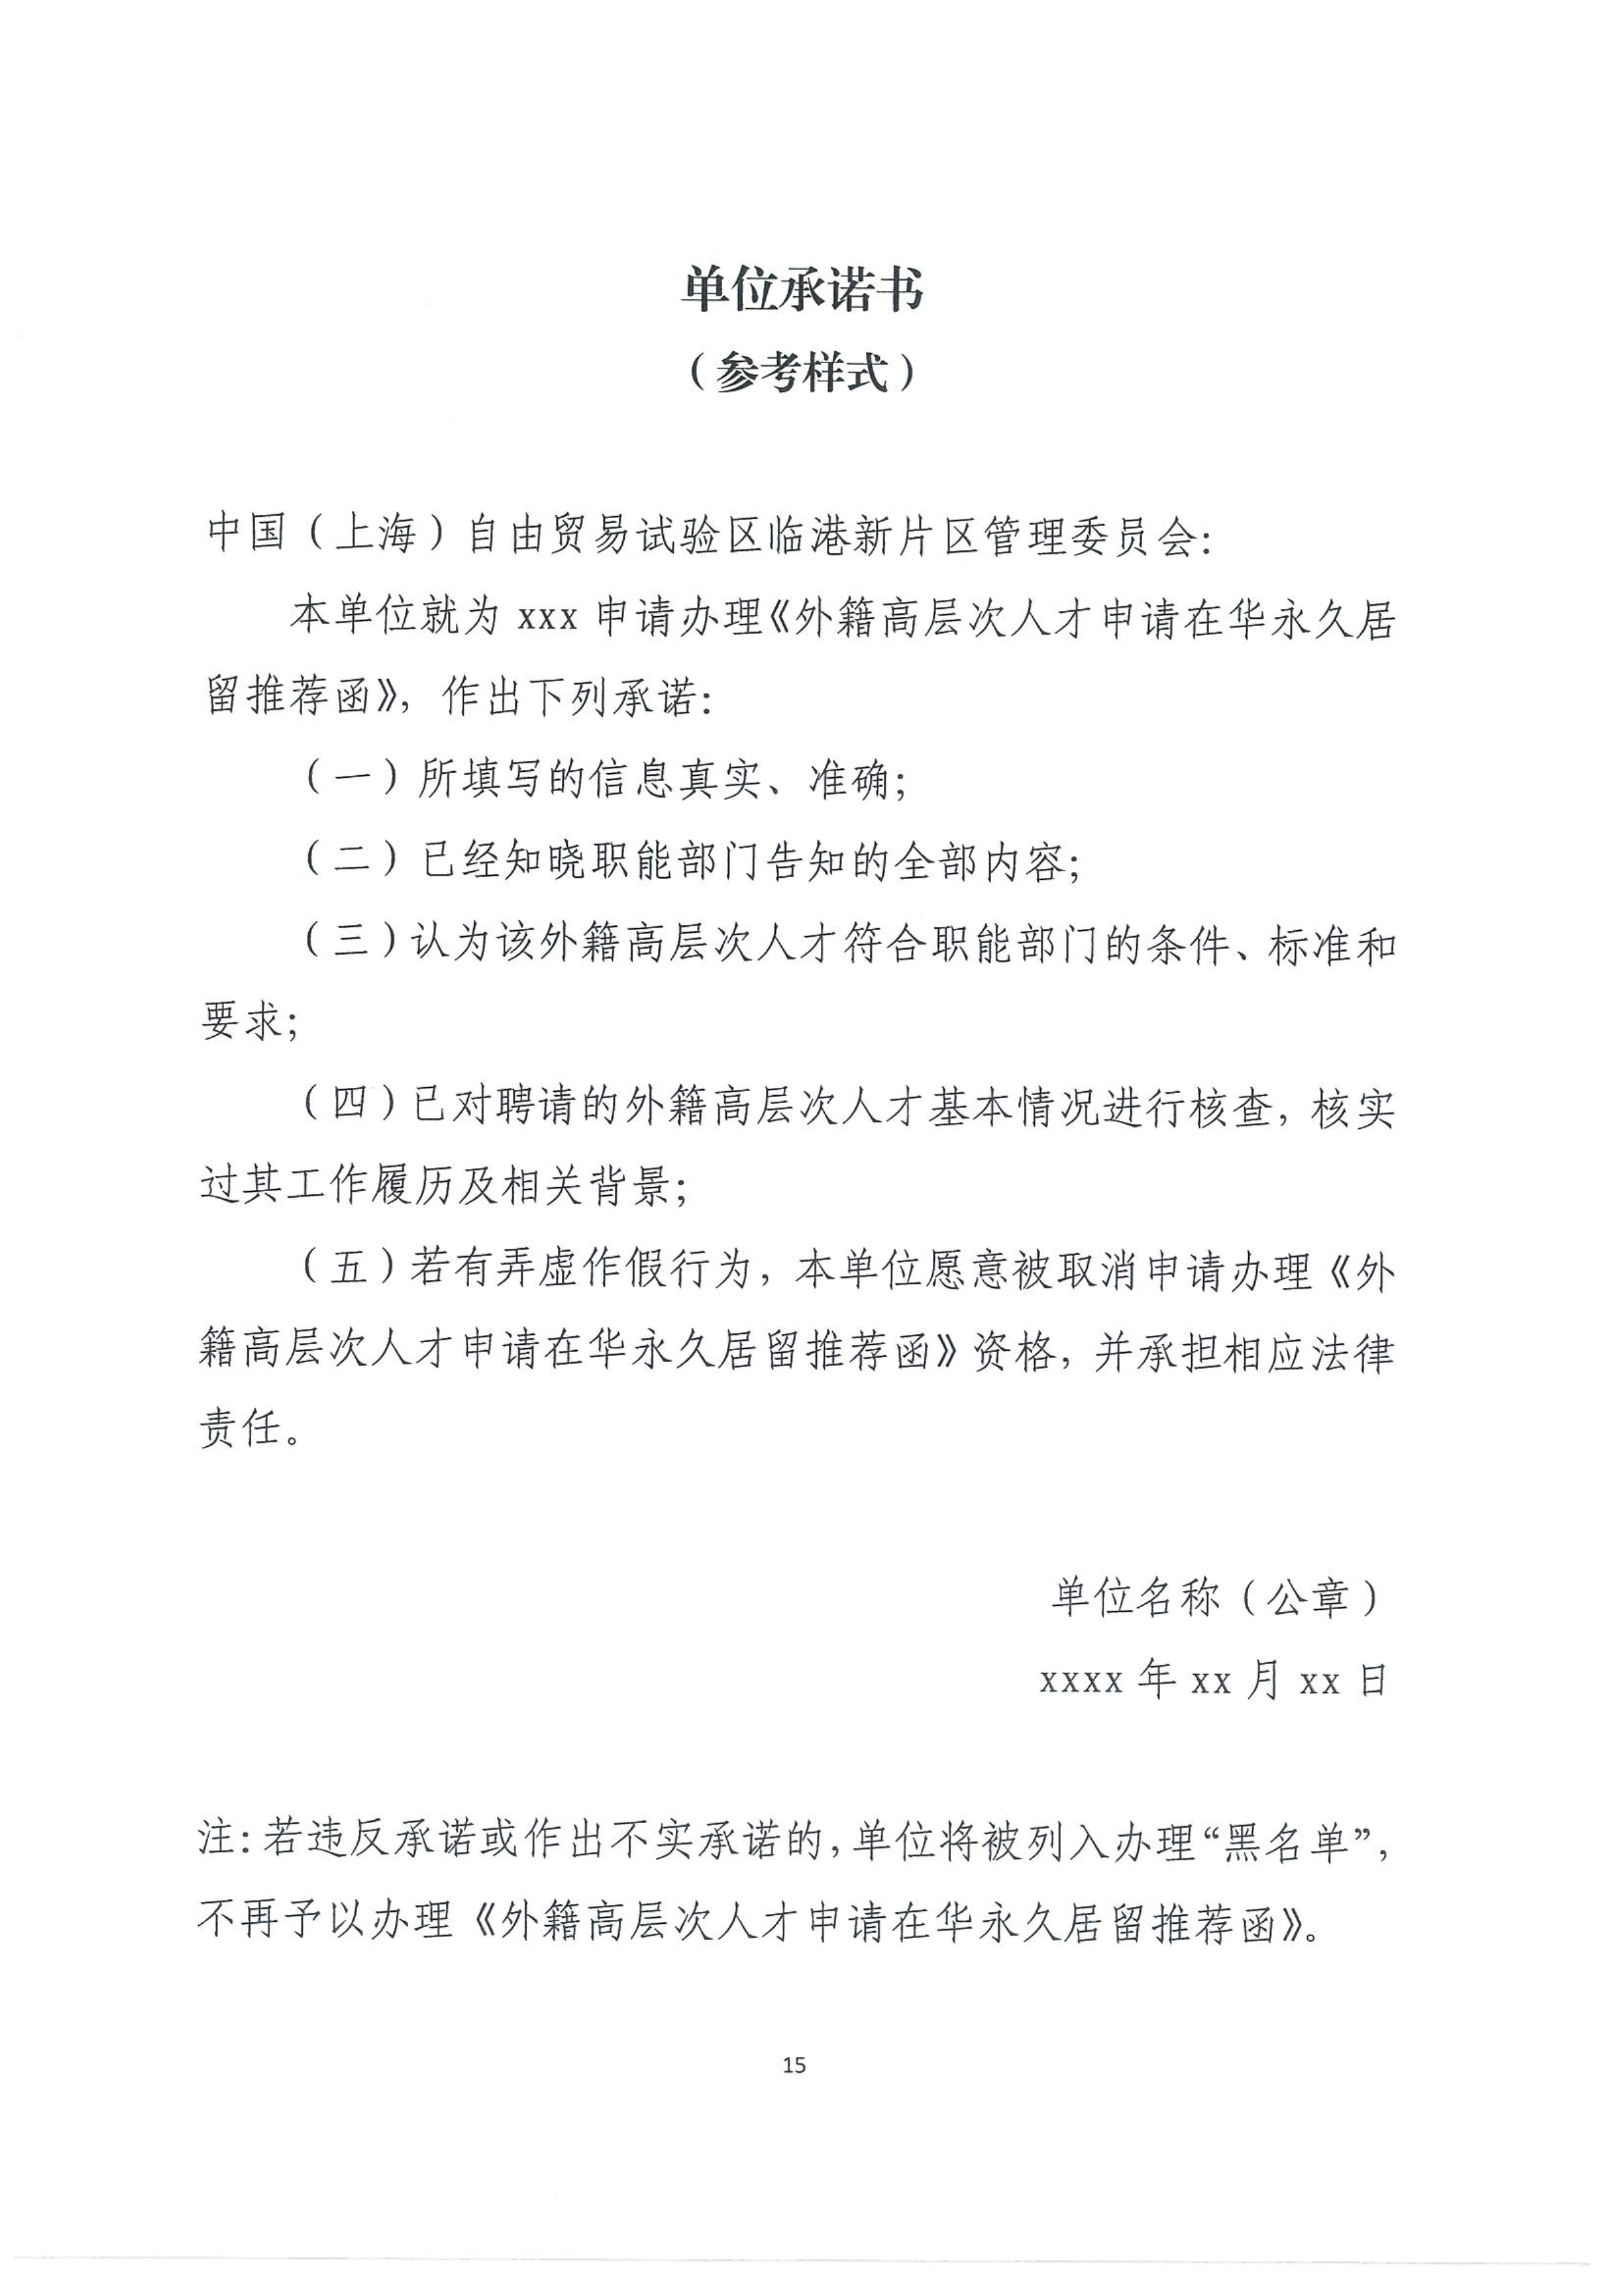 单位承诺书
（参考样式）
中国（上海）自由贸易试验区临港新片区管理委员会：
本单位就为 xxx 申请办理《外籍高层次人才申请在华永久居
留推荐函》，作出下列承诺：
（一）所填写的信息真实、准确；
（二）已经知晓职能部门告知的全部内容；
（三）认为该外籍高层次人才符合职能部门的条件、标准和
要求；
（四）已对聘请的外籍高层次人才基本情况进行核查，核实
过其工作履历及相关背景；
（五）若有弄虚作假行为，本单位愿意被取消申请办理《外
籍高层次人才申请在华永久居留推荐函》资格，并承担相应法律
责任。
单位名称（公章）
xxxx 年 xx 月 xx 日
注：若违反承诺或作出不实承诺的，单位将被列入办理“黑名单”，
不再予以办理《外籍高层次人才申请在华永久居留推荐函》。
15